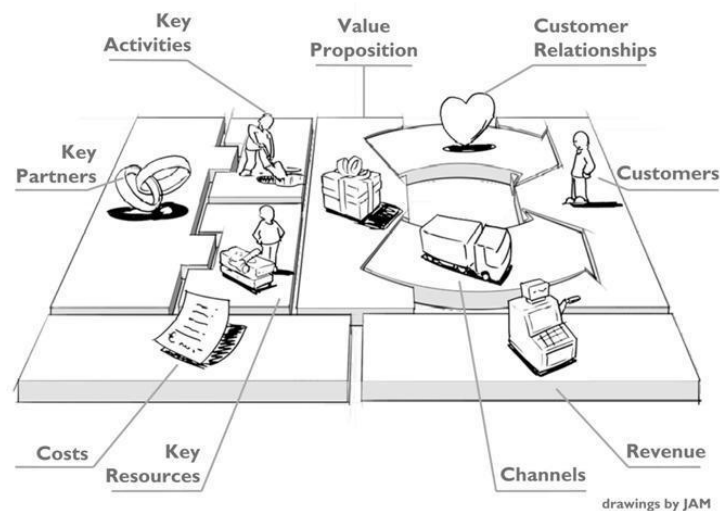 Key
Activities
Value
Proposition
Customer
Relationships
Key
Partners
Customers
Costs
Key
Resources
Channels
Revenue
drawings by JAM